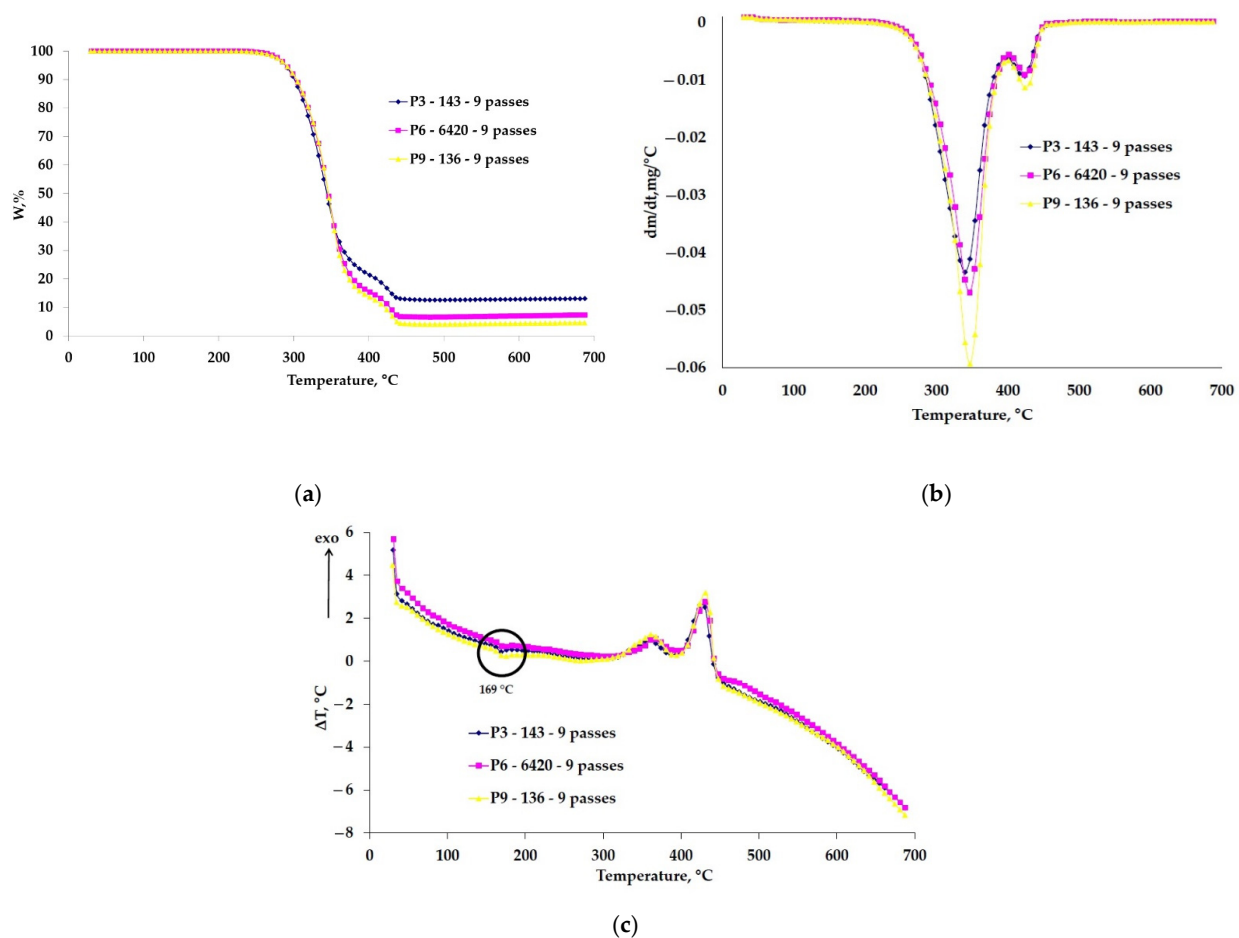 100
90
80
70
60
50
40
30
20
10
0
W,%
0 100 200 300 400 500 600 700
Temperature, °C
P3 - 143 - 9 passes
P6 - 6420 - 9 passes
P9 - 136 - 9 passes
(a)
0
−0.01
−0.02
−0.03
−0.04
−0.05
−0.06
dm/dt,mg/°C
0 100 200 300 400 500 600 700
Temperature, °C
P3 - 143 - 9 passes
P6 - 6420 - 9 passes
P9 - 136 - 9 passes
(b)
exo
6
4
2
0
−2
−4
−6
−8
ΔT, °C
169 °C
P3 - 143 - 9 passes
P6 - 6420 - 9 passes
P9 - 136 - 9 passes
0 100 200 300 400 500 600 700
Temperature, °C
(c)